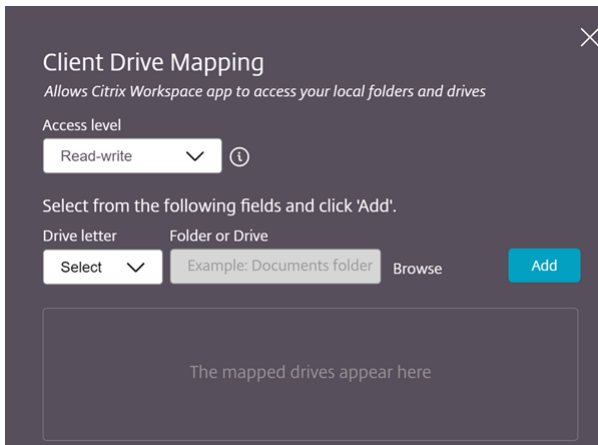 Client Drive Mapping
Allows Citrix Workspace app to access your local folders and drives
Access level
Read-write
Select from the following fields and click 'Add'.
Drive letter Folder or Drive
Select Example: Documents folder Browse Add
The mapped drives appear here